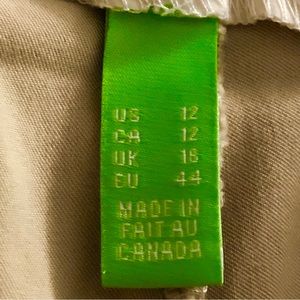 US 12
CA 12
UK 16
EU 44
MADE IN
FAIT AU
CANADA